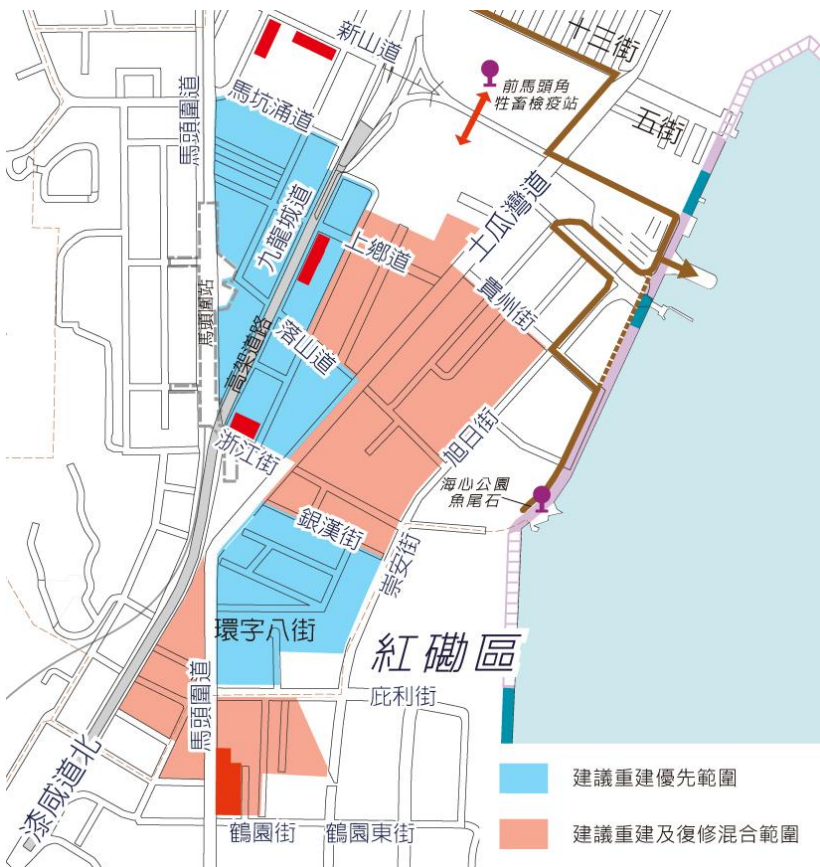 新山道
十三街
前馬頭角
牲畜檢疫站
馬坑涌道
五街
馬頭圍道
土瓜灣道
九龍城道
上鄉道
貴州街
馬頭圍站
高架道路
落山道
旭日街
浙江街
海心公園
魚尾石
銀漢街
崇安街
環字八街
紅磡區
庇利街
馬頭圍道
漆咸道北
建議重建優先範圍
建議重建及復修混合範圍
鶴園街
鶴園東街